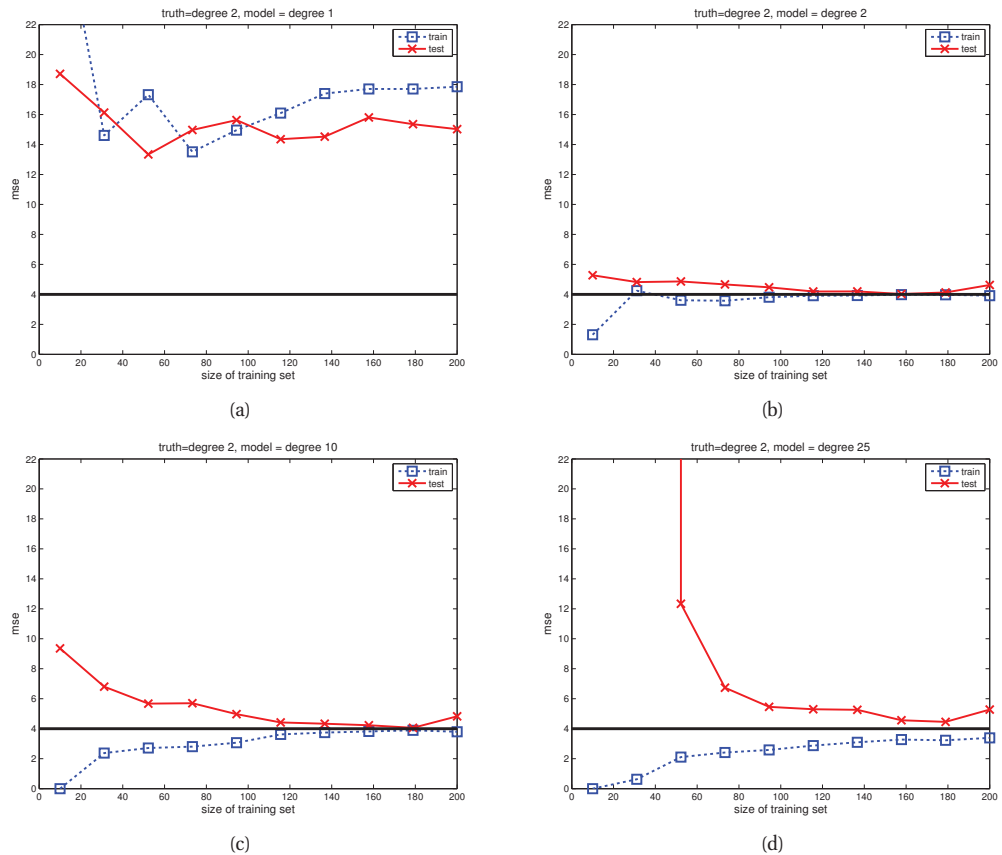 truth=degree 2, model = degree 1
22
20
18
16
14
12
10
8
6
4
2
0
mse
train
test
0 20 40 60 80 100 120 140 160 180 200
size of training set
(a)
truth=degree 2, model = degree 2
22
20
18
16
14
12
10
8
6
4
2
0
mse
train
test
0 20 40 60 80 100 120 140 160 180 200
size of training set
(b)
truth=degree 2, model = degree 10
22
20
18
16
14
12
10
8
6
4
2
0
mse
train
test
0 20 40 60 80 100 120 140 160 180 200
size of training set
(c)
truth=degree 2, model = degree 25
22
20
18
16
14
12
10
8
6
4
2
0
mse
train
test
0 20 40 60 80 100 120 140 160 180 200
size of training set
(d)